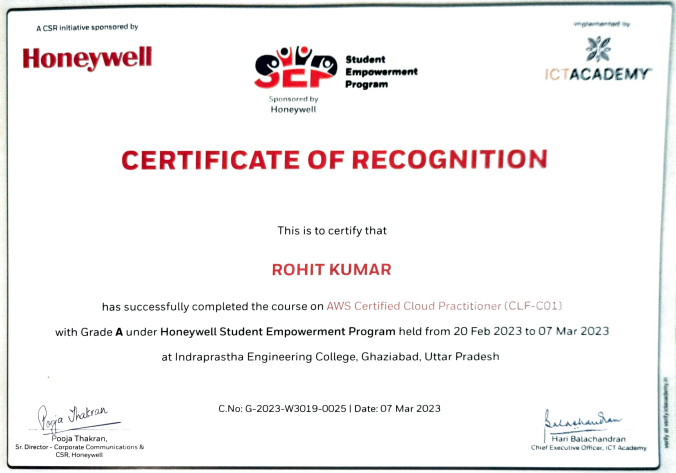 A CSR initiative sponsored by
Honeywell
SEP
Student
Empowerment
Program
Sponsored by
Honeywell
Implemented by
ICTACADEMY
CERTIFICATE OF RECOGNITION
This is to certify that
ROHIT KUMAR
has successfully completed the course on AWS Certified Cloud Practitioner (CLF-C01)
with Grade A under Honeywell Student Empowerment Program held from 20 Feb 2023 to 07 Mar 2023
at Indraprastha Engineering College, Ghaziabad, Uttar Pradesh
C.No: G-2023-W3019-0025 | Date: 07 Mar 2023
Pooja Thakran
Pooja Thakran,
Sr. Director - Corporate Communications &
CSR, Honeywell
Balachandran
Hari Balachandran
Chief Executive Officer, ICT Academy
verify at verify.ictacademy.in